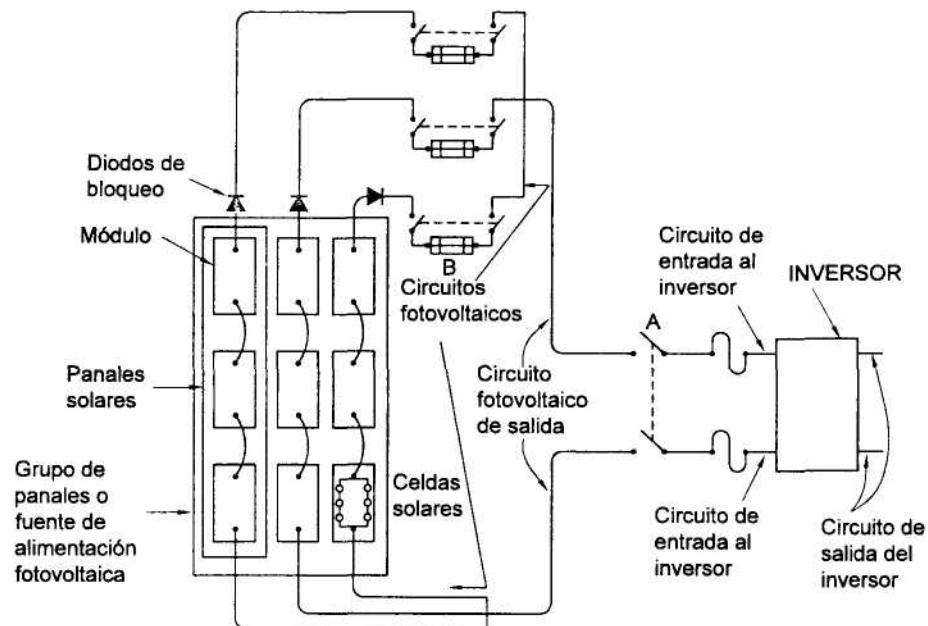 Diodos de
bloqueo
Módulo
Panales
solares
Grupo de
panales o
fuente de
alimentación
fotovoltaica
B
Circuitos
fotovoltaicos
Circuito
fotovoltaico
de salida
Celdas
solares
A
Circuito de
entrada al
inversor
INVERSOR
Circuito de
entrada al
inversor
Circuito de
salida del
inversor